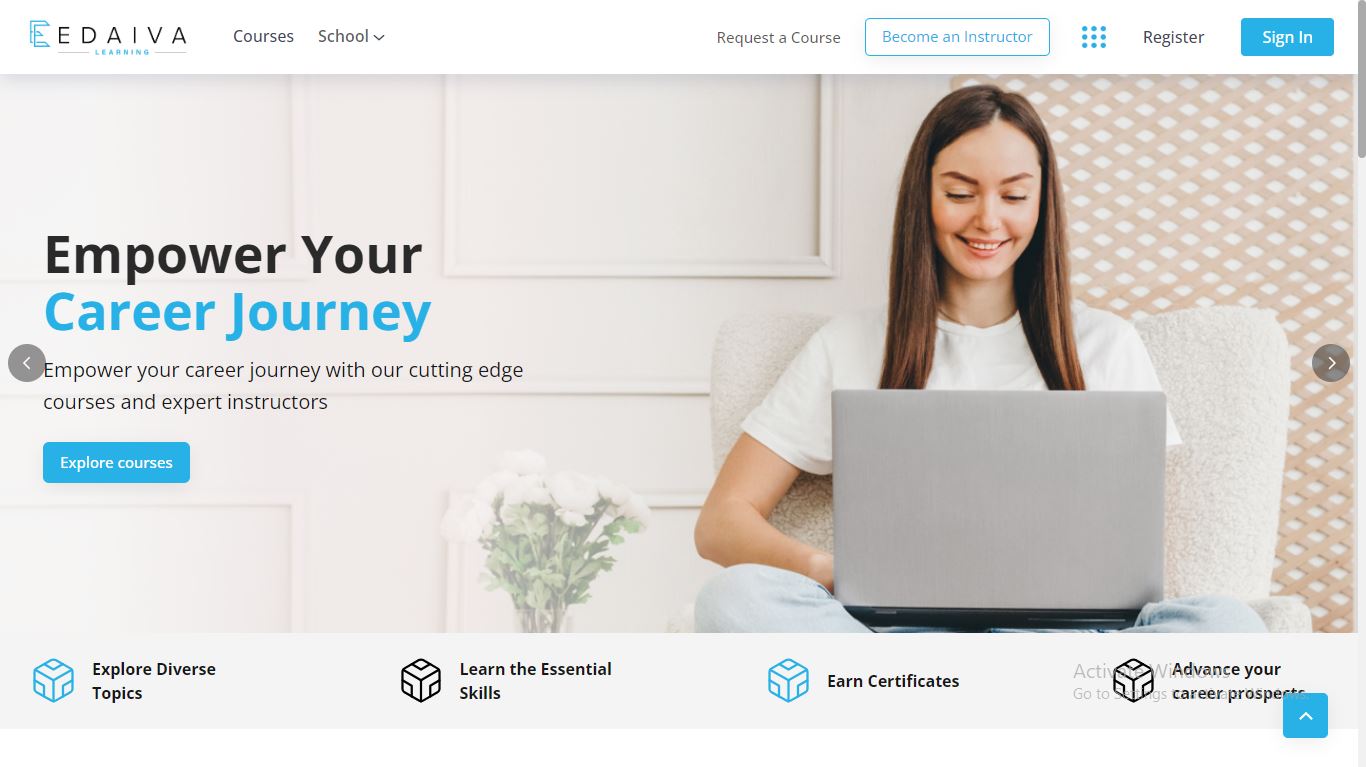 EDAIVA
LEARNING
Courses
School
Request a Course
Become an Instructor
Register
Sign In
Empower Your
Career Journey
Empower your career journey with our cutting edge
courses and expert instructors
Explore courses
Explore Diverse
Topics
Learn the Essential
Skills
Earn Certificates
Advance your
career prospects
Activate Windows
Go to Settings to activate Windows.